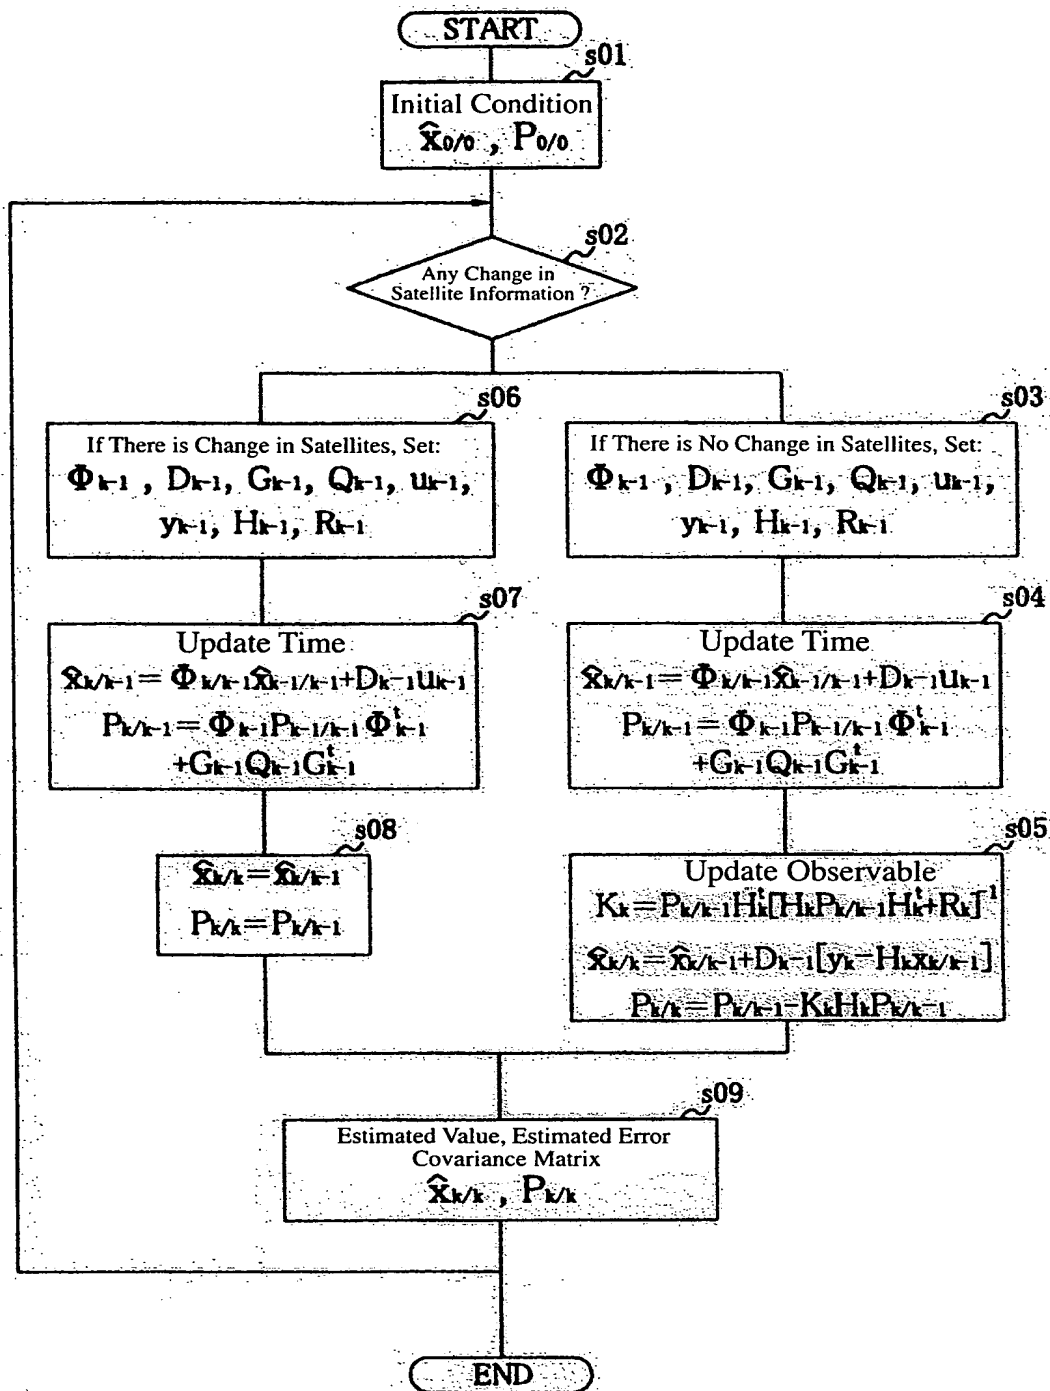 START
s01
Initial Condition
x̂0/0 , P0/0
s02
Any Change in
Satellite Information ?
s06
If There is Change in Satellites, Set:
Φk-1 , Dk-1, Gk-1, Qk-1, uk-1,
yk-1, Hk-1, Rk-1
s03
If There is No Change in Satellites, Set:
Φk-1 , Dk-1, Gk-1, Qk-1, uk-1,
yk-1, Hk-1, Rk-1
s07
Update Time
x̂k/k-1=Φk/k-1x̂k-1/k-1+Dk-1uk-1
Pk/k-1=Φk-1Pk-1/k-1Φᵗk-1
+Gk-1Qk-1Gᵗk-1
s04
Update Time
x̂k/k-1=Φk/k-1x̂k-1/k-1+Dk-1uk-1
Pk/k-1=Φk-1Pk-1/k-1Φᵗk-1
+Gk-1Qk-1Gᵗk-1
s08
x̂k/k=x̂k/k-1
Pk/k=Pk/k-1
s05
Update Observable
Kk=Pk/k-1Hᵗk[HkPk/k-1Hᵗk+Rk]⁻¹
x̂k/k=x̂k/k-1+Dk-1[yk-Hkxk/k-1]
Pk/k=Pk/k-1-KkHkPk/k-1
s09
Estimated Value, Estimated Error
Covariance Matrix
x̂k/k , Pk/k
END